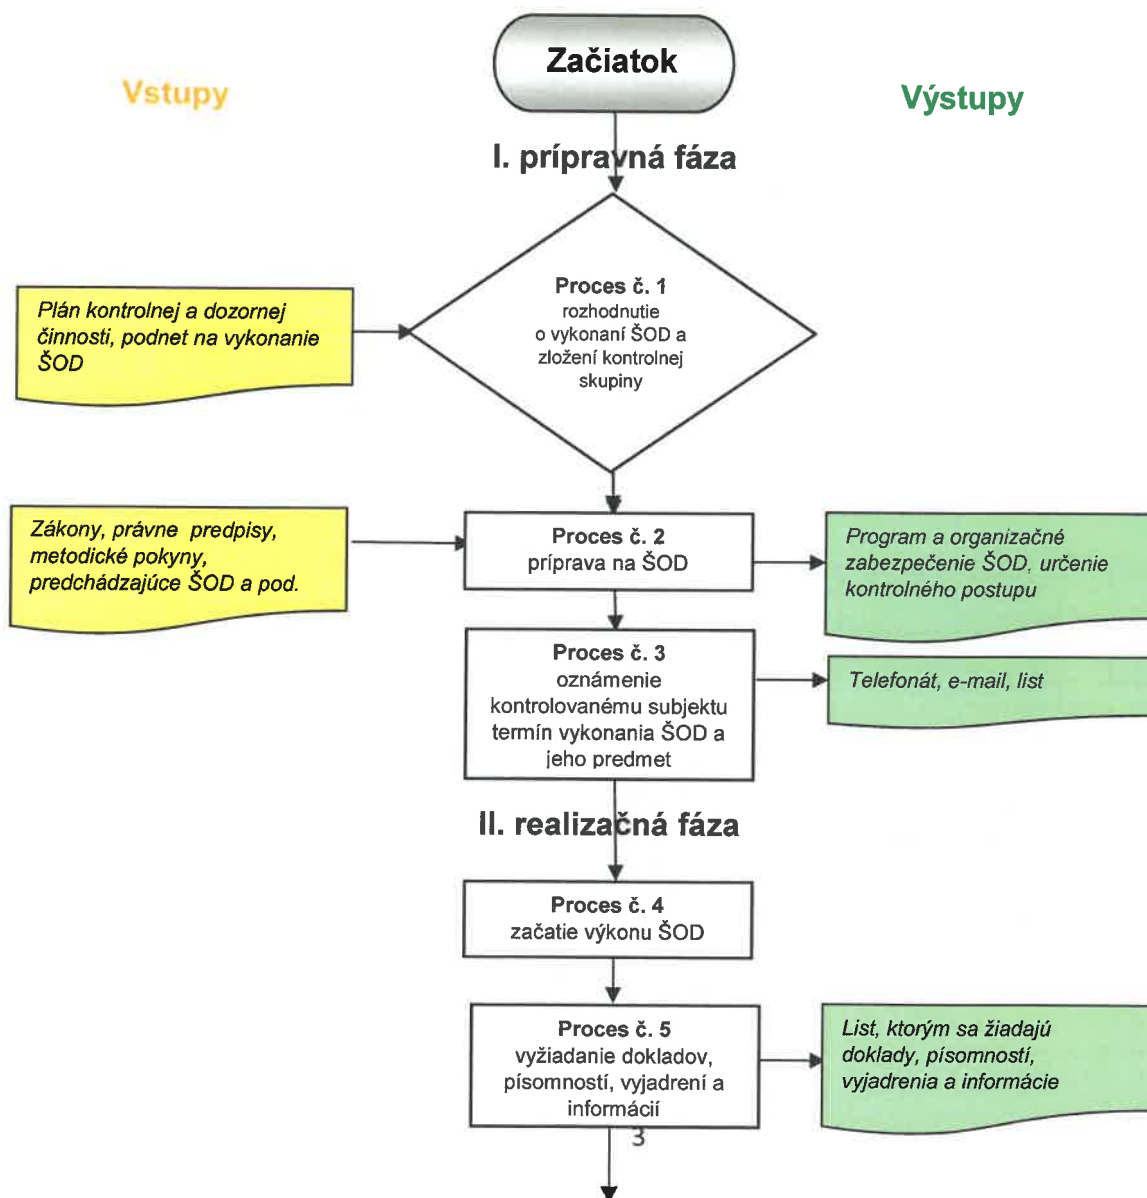 Začiatok
Vstupy
Výstupy
I. prípravná fáza
Proces č. 1
rozhodnutie
o vykonaní ŠOD a
zložení kontrolnej
skupiny
Plán kontrolnej a dozornej
činnosti, podnet na vykonanie
ŠOD
Zákony, právne predpisy,
metodické pokyny,
predchádzajúce ŠOD a pod.
Proces č. 2
príprava na ŠOD
Program a organizačné
zabezpečenie ŠOD, určenie
kontrolného postupu
Proces č. 3
oznámenie
kontrolovanému subjektu
termín vykonania ŠOD a
jeho predmet
Telefonát, e-mail, list
II. realizačná fáza
Proces č. 4
začatie výkonu ŠOD
Proces č. 5
vyžiadanie dokladov,
písomností, vyjadrení a
informácií
List, ktorým sa žiadajú
doklady, písomností,
vyjadrenia a informácie
3